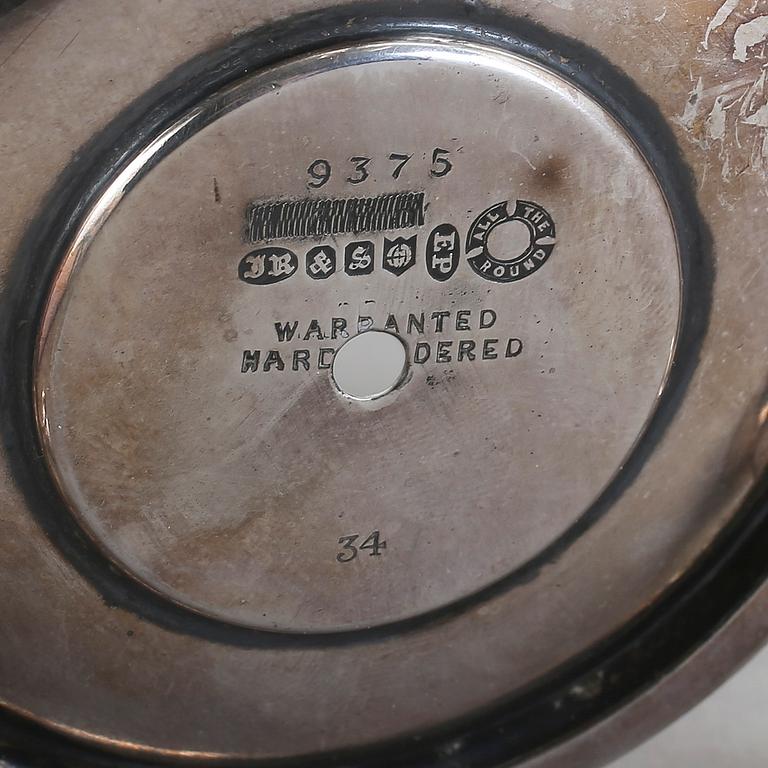 9375
JR & S EP ALL THE ROUND
WARRANTED
HARD DERED
34